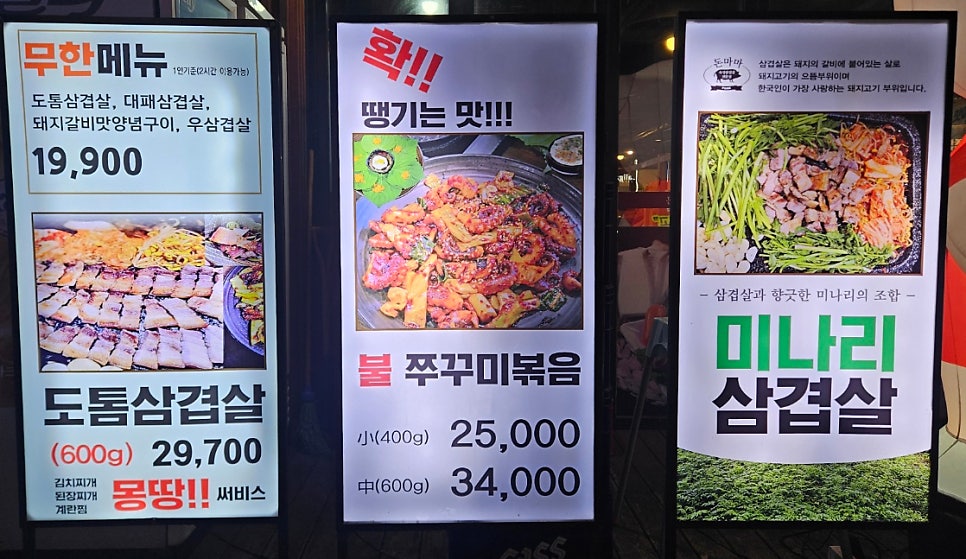 무한메뉴 1인기준(2시간 이용가능)
도톰삼겹살, 대패삼겹살,
돼지갈비맛양념구이, 우삼겹살
19,900
도톰삼겹살
(600g) 29,700
김치찌개
된장찌개
계란찜
몽땅!! 써비스
확!!
땡기는 맛!!!
불 쭈꾸미볶음
小(400g) 25,000
中(600g) 34,000
돈마마
삼겹살은 돼지의 갈비에 붙어있는 살로
돼지고기의 으뜸부위이며
한국인이 가장 사랑하는 돼지고기 부위입니다.
- 삼겹살과 향긋한 미나리의 조합 -
미나리
삼겹살